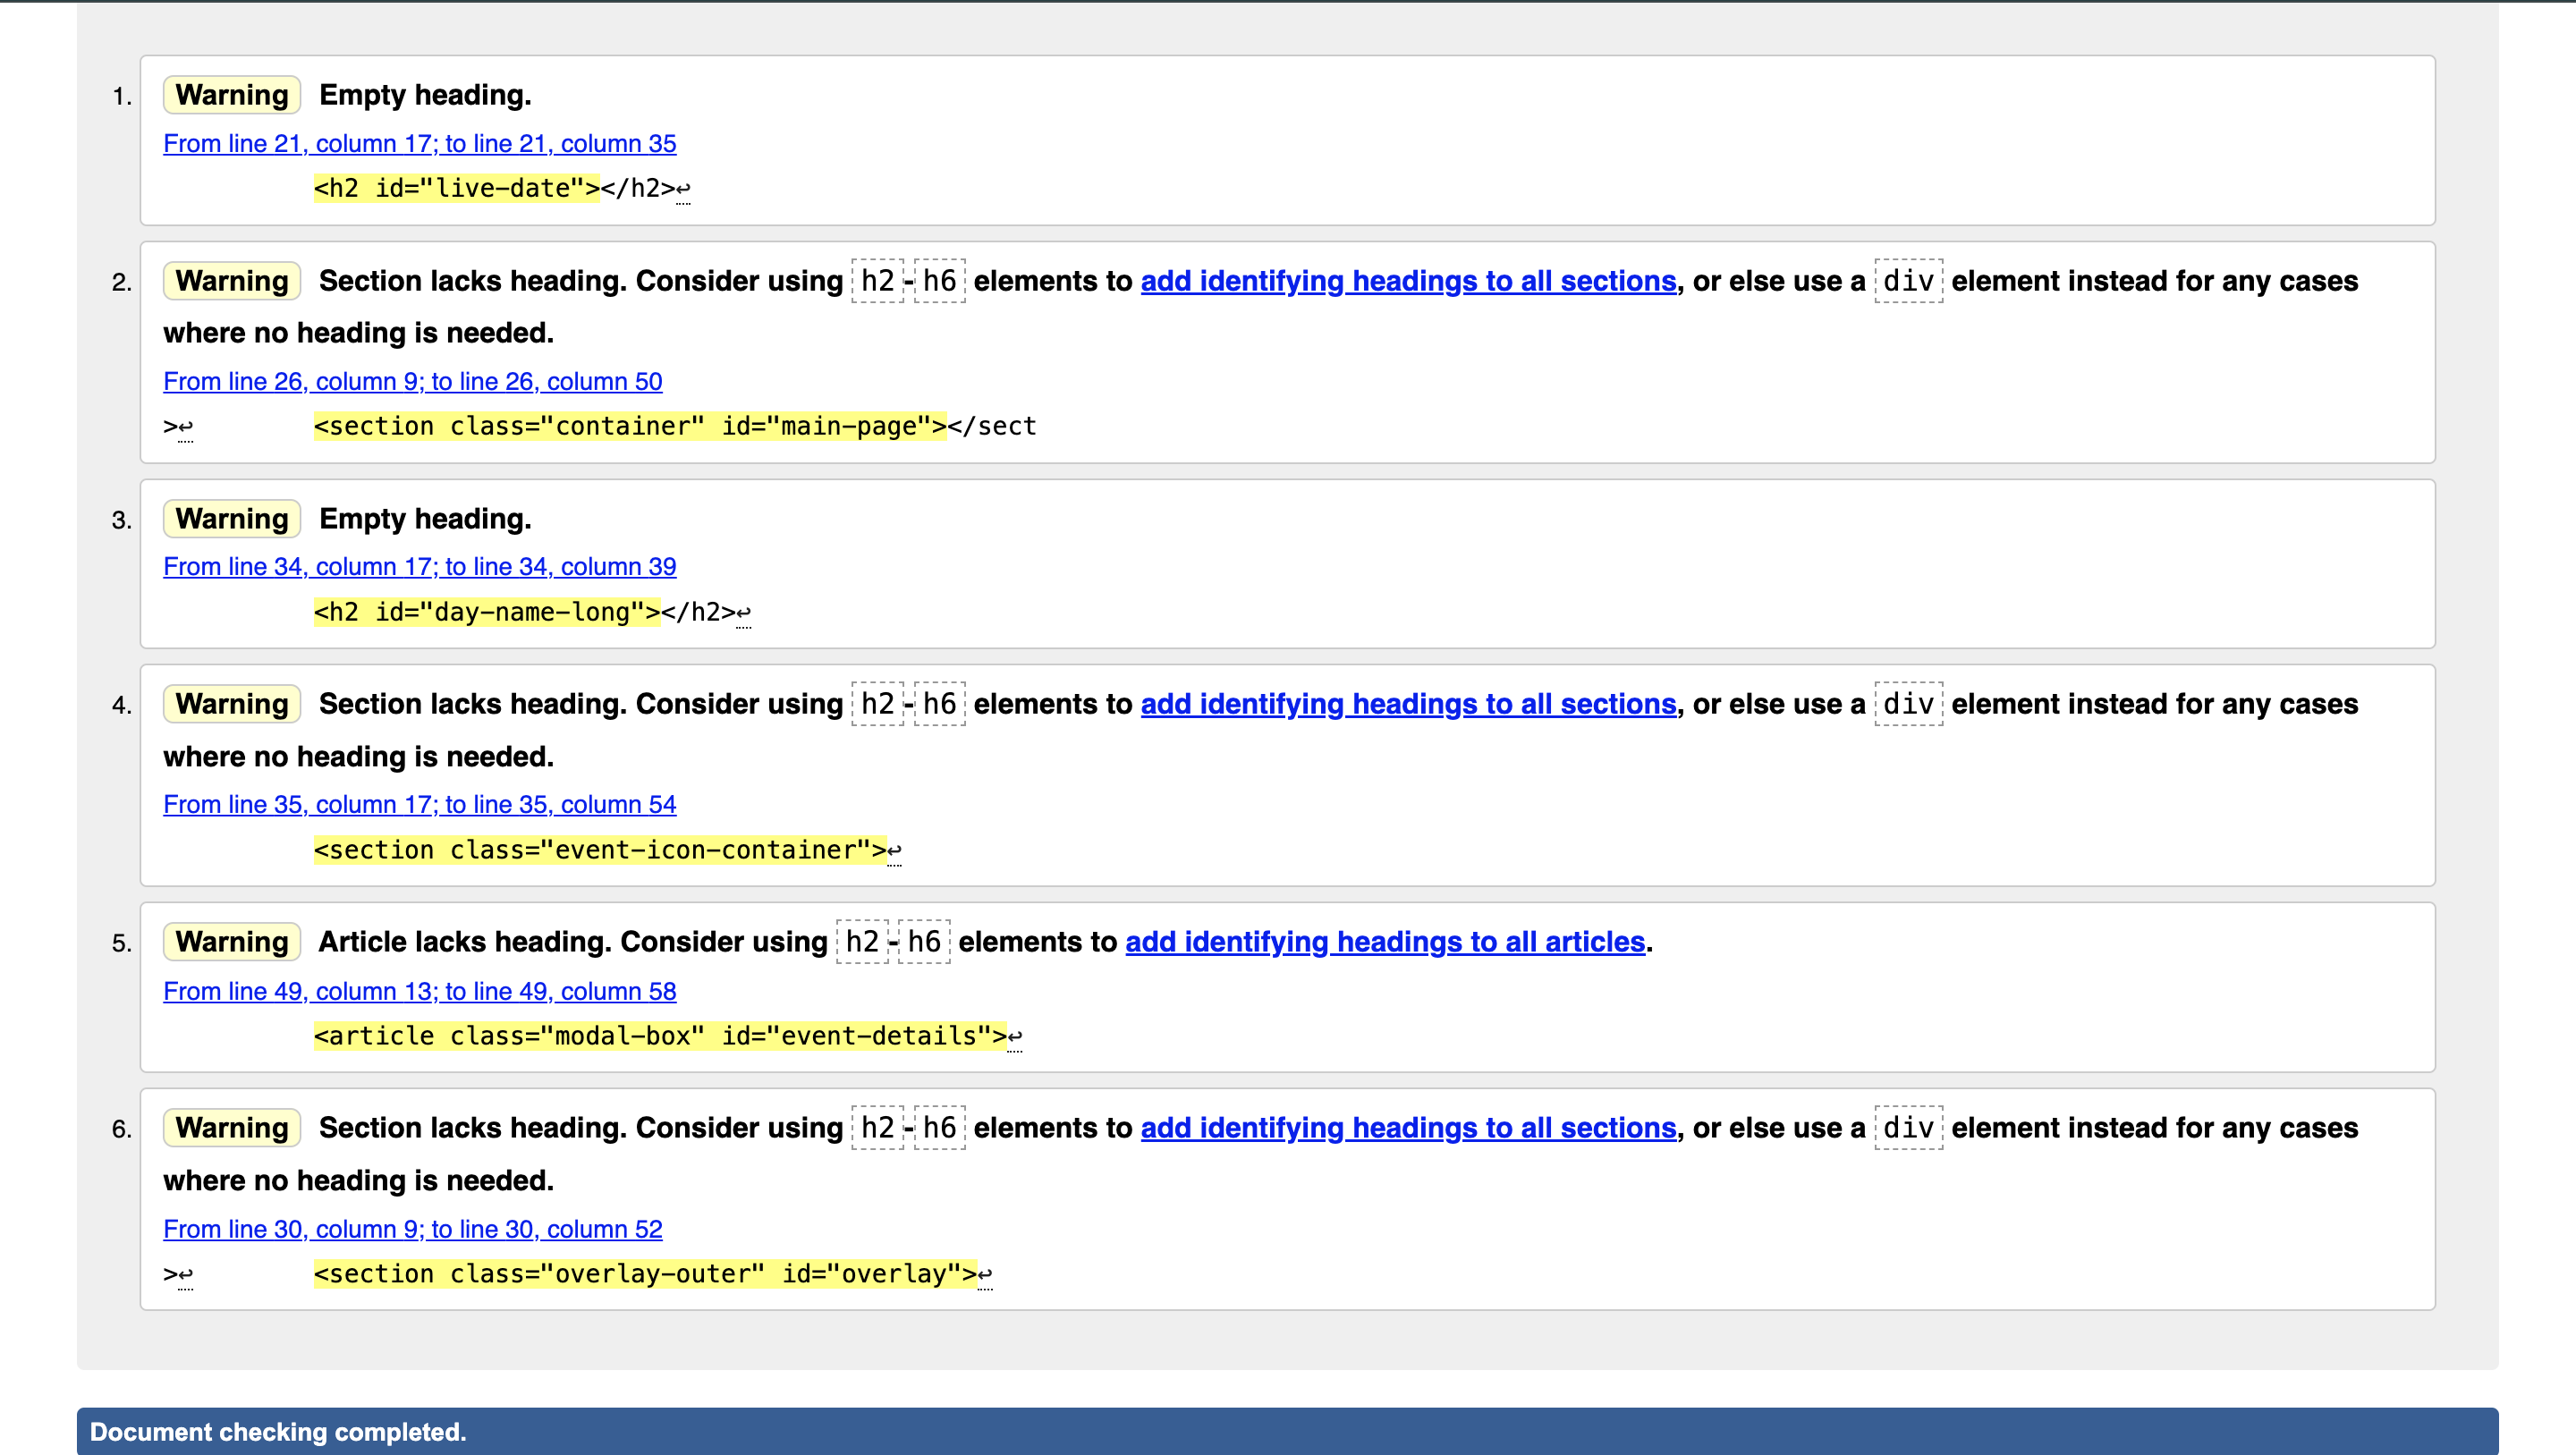 1. Warning Empty heading.
From line 21, column 17; to line 21, column 35
<h2 id="live-date"></h2>↩
2. Warning Section lacks heading. Consider using h2-h6 elements to add identifying headings to all sections, or else use a div element instead for any cases
where no heading is needed.
From line 26, column 9; to line 26, column 50
>↩ <section class="container" id="main-page"></sect
3. Warning Empty heading.
From line 34, column 17; to line 34, column 39
<h2 id="day-name-long"></h2>↩
4. Warning Section lacks heading. Consider using h2-h6 elements to add identifying headings to all sections, or else use a div element instead for any cases
where no heading is needed.
From line 35, column 17; to line 35, column 54
<section class="event-icon-container">↩
5. Warning Article lacks heading. Consider using h2-h6 elements to add identifying headings to all articles.
From line 49, column 13; to line 49, column 58
<article class="modal-box" id="event-details">↩
6. Warning Section lacks heading. Consider using h2-h6 elements to add identifying headings to all sections, or else use a div element instead for any cases
where no heading is needed.
From line 30, column 9; to line 30, column 52
>↩ <section class="overlay-outer" id="overlay">↩
Document checking completed.